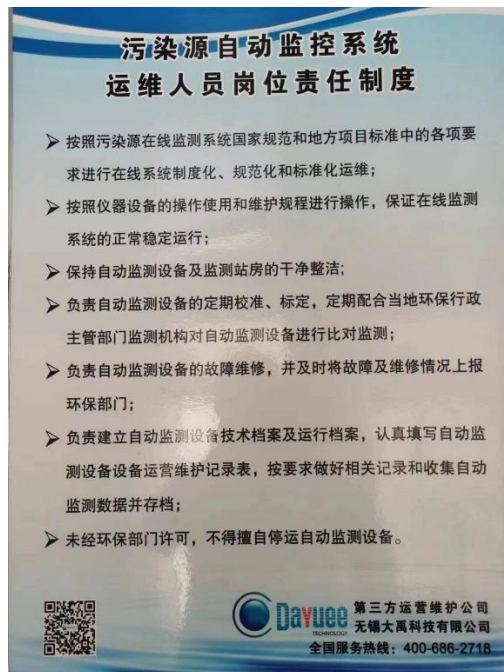 污染源自动监控系统
运维人员岗位责任制度
➢ 按照污染源在线监测系统国家规范和地方项目标准中的各项要
求进行在线系统制度化、规范化和标准化运维；
➢ 按照仪器设备的操作使用和维护规程进行操作，保证在线监测
系统的正常稳定运行；
➢ 保持自动监测设备及监测站房的干净整洁;
➢ 负责自动监测设备的定期校准、标定，定期配合当地环保行政
主管部门监测机构对自动监测设备进行比对监测；
➢ 负责自动监测设备的故障维修，并及时将故障及维修情况上报
环保部门；
➢ 负责建立自动监测设备技术档案及运行档案，认真填写自动监
测设备设备运营维护记录表，按要求做好相关记录和收集自动
监测数据并存档；
➢ 未经环保部门许可，不得擅自停运自动监测设备。
Dayuee
TECHNOLOGY
第三方运营维护公司
无锡大禹科技有限公司
全国服务热线：400-686-2718